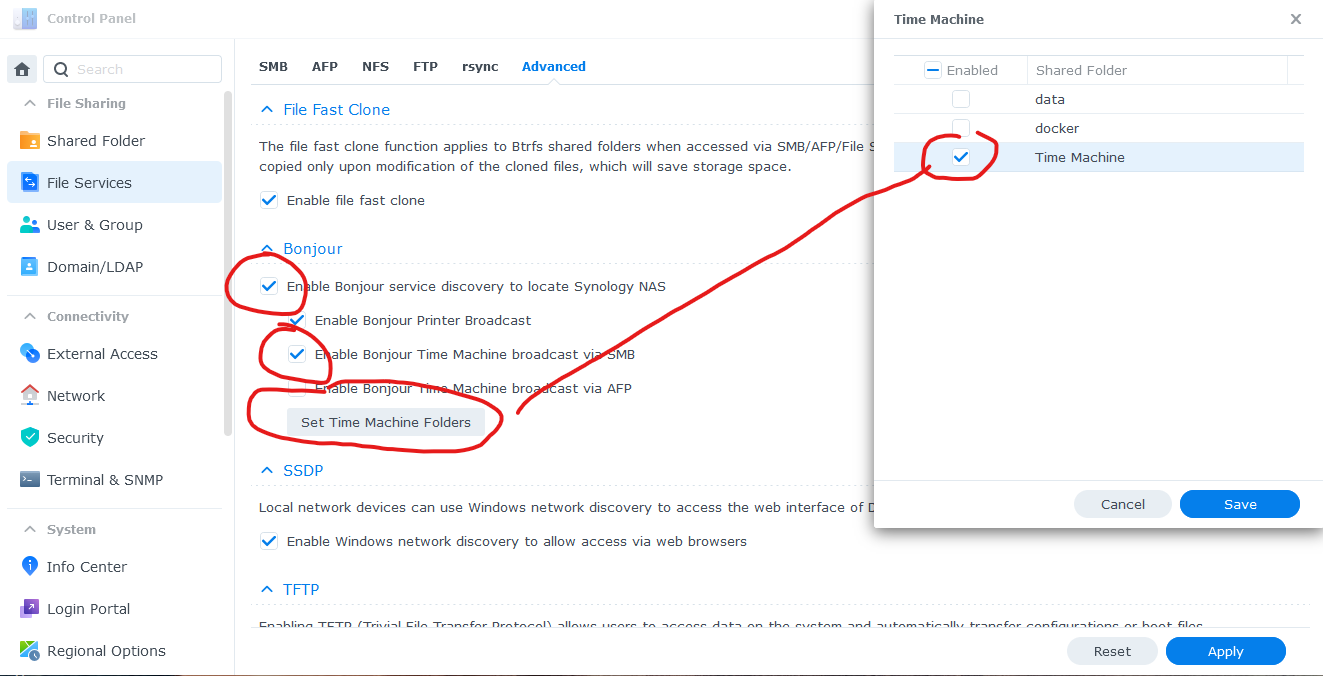 Control Panel
Search
File Sharing
Shared Folder
File Services
User & Group
Domain/LDAP
Connectivity
External Access
Network
Security
Terminal & SNMP
System
Info Center
Login Portal
Regional Options
SMB AFP NFS FTP rsync Advanced
File Fast Clone
The file fast clone function applies to Btrfs shared folders when accessed via SMB/AFP/File S
copied only upon modification of the cloned files, which will save storage space.
Enable file fast clone
Bonjour
Enable Bonjour service discovery to locate Synology NAS
Enable Bonjour Printer Broadcast
Enable Bonjour Time Machine broadcast via SMB
Enable Bonjour Time Machine broadcast via AFP
Set Time Machine Folders
SSDP
Local network devices can use Windows network discovery to access the web interface of D
Enable Windows network discovery to allow access via web browsers
TFTP
Enabling TFTP (Trivial File Transfer Protocol) allows users to access data on the system and automatically transfer configurations or boot files
Reset Apply
Time Machine
Enabled Shared Folder
data
docker
Time Machine
Cancel Save